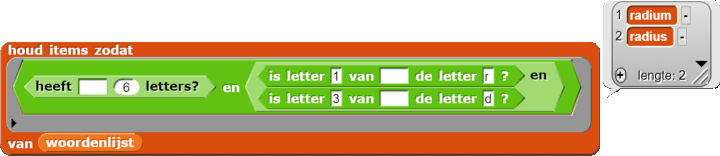 houd items zodat
heeft 6 letters? en is letter 1 van de letter r ? en
is letter 3 van de letter d ?
van woordenlijst
1 radium
2 radius
+ lengte: 2